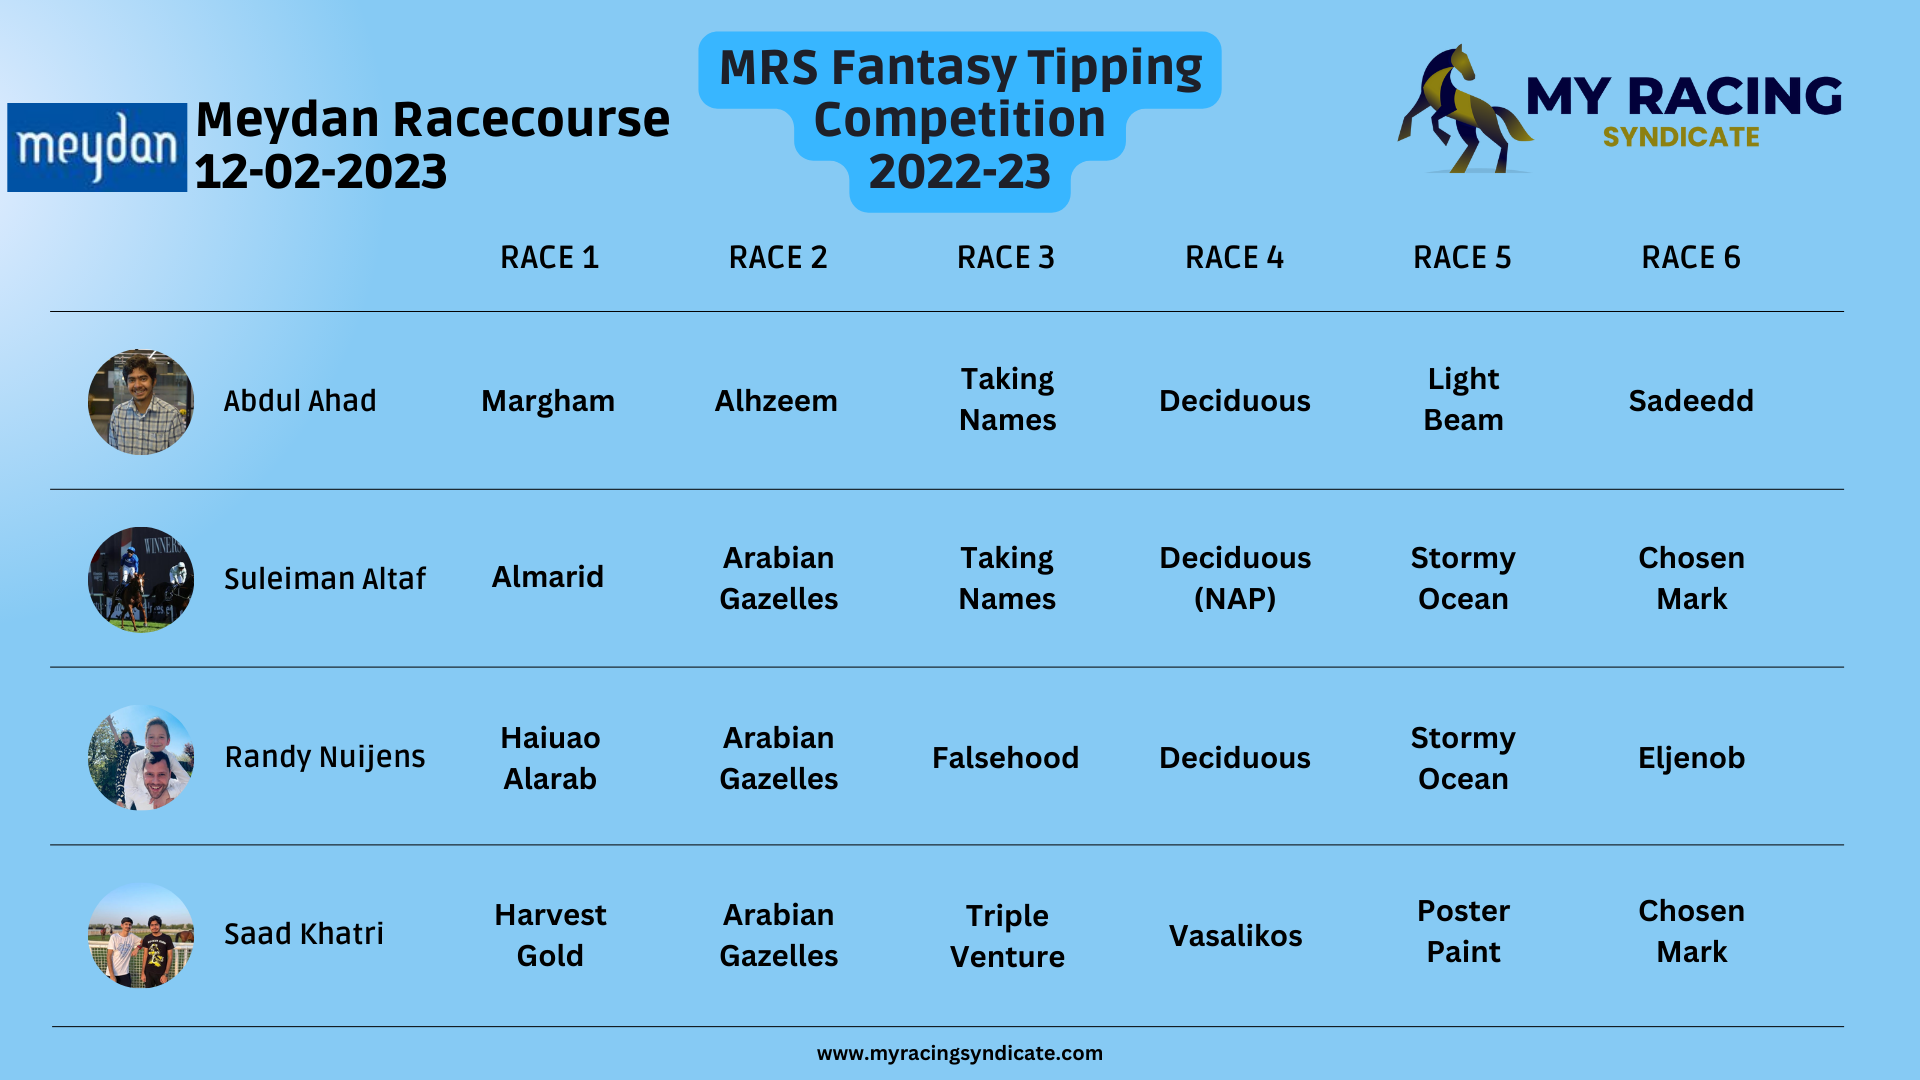 MRS Fantasy Tipping
Competition
2022-23
meydan
Meydan Racecourse
12-02-2023
MY RACING
SYNDICATE
RACE 1 RACE 2 RACE 3 RACE 4 RACE 5 RACE 6
Abdul Ahad
Margham
Alhzeem
Taking
Names
Deciduous
Light
Beam
Sadeedd
WINNERS
Suleiman Altaf
Almarid
Arabian
Gazelles
Taking
Names
Deciduous
(NAP)
Stormy
Ocean
Chosen
Mark
Randy Nuijens
Haiuao
Alarab
Arabian
Gazelles
Falsehood
Deciduous
Stormy
Ocean
Eljenob
Saad Khatri
Harvest
Gold
Arabian
Gazelles
Triple
Venture
Vasalikos
Poster
Paint
Chosen
Mark
www.myracingsyndicate.com